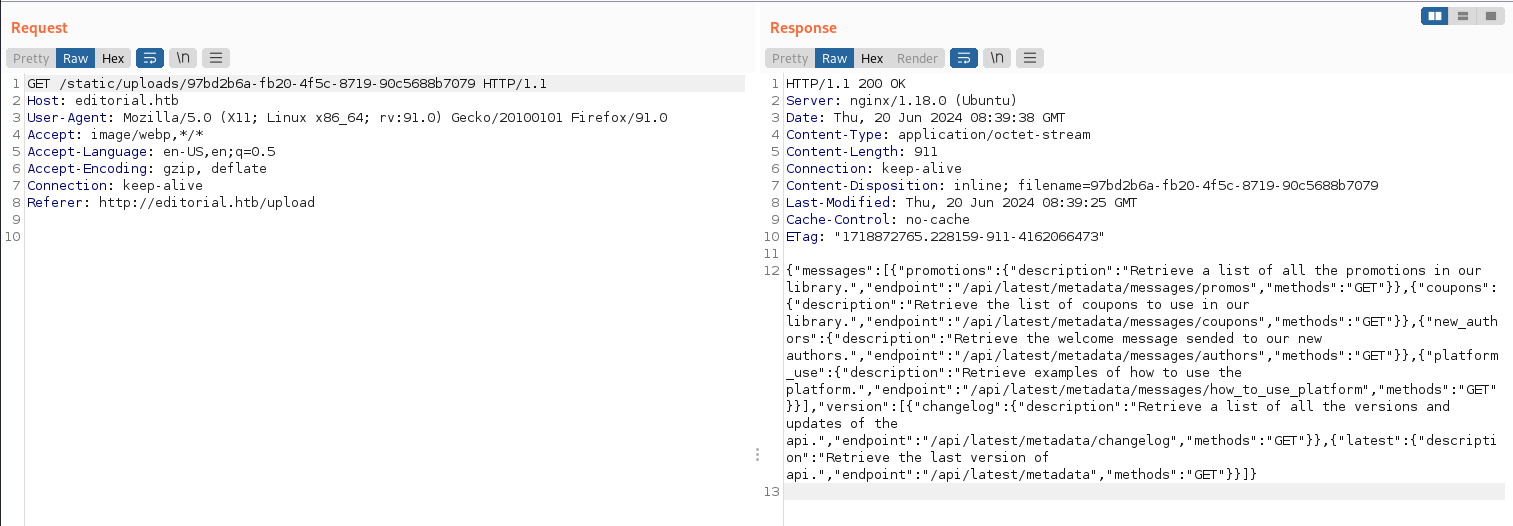 Request
Pretty Raw Hex \n
1 GET /static/uploads/97bd2b6a-fb20-4f5c-8719-90c5688b7079 HTTP/1.1
2 Host: editorial.htb
3 User-Agent: Mozilla/5.0 (X11; Linux x86_64; rv:91.0) Gecko/20100101 Firefox/91.0
4 Accept: image/webp,*/*
5 Accept-Language: en-US,en;q=0.5
6 Accept-Encoding: gzip, deflate
7 Connection: keep-alive
8 Referer: http://editorial.htb/upload
9
10
Response
Pretty Raw Hex Render \n
1 HTTP/1.1 200 OK
2 Server: nginx/1.18.0 (Ubuntu)
3 Date: Thu, 20 Jun 2024 08:39:38 GMT
4 Content-Type: application/octet-stream
5 Content-Length: 911
6 Connection: keep-alive
7 Content-Disposition: inline; filename=97bd2b6a-fb20-4f5c-8719-90c5688b7079
8 Last-Modified: Thu, 20 Jun 2024 08:39:25 GMT
9 Cache-Control: no-cache
10 ETag: "1718872765.228159-911-4162066473"
11
12 {"messages":[{"promotions":{"description":"Retrieve a list of all the promotions in our
library.","endpoint":"/api/latest/metadata/messages/promos","methods":"GET"}},{"coupons":
{"description":"Retrieve the list of coupons to use in our
library.","endpoint":"/api/latest/metadata/messages/coupons","methods":"GET"}},{"new_auth
ors":{"description":"Retrieve the welcome message sended to our new
authors.","endpoint":"/api/latest/metadata/messages/authors","methods":"GET"}},{"platform
_use":{"description":"Retrieve examples of how to use the
platform.","endpoint":"/api/latest/metadata/messages/how_to_use_platform","methods":"GET"
}}],"version":[{"changelog":{"description":"Retrieve a list of all the versions and
updates of the
api.","endpoint":"/api/latest/metadata/changelog","methods":"GET"}},{"latest":{"descripti
on":"Retrieve the last version of
api.","endpoint":"/api/latest/metadata","methods":"GET"}}]}
13